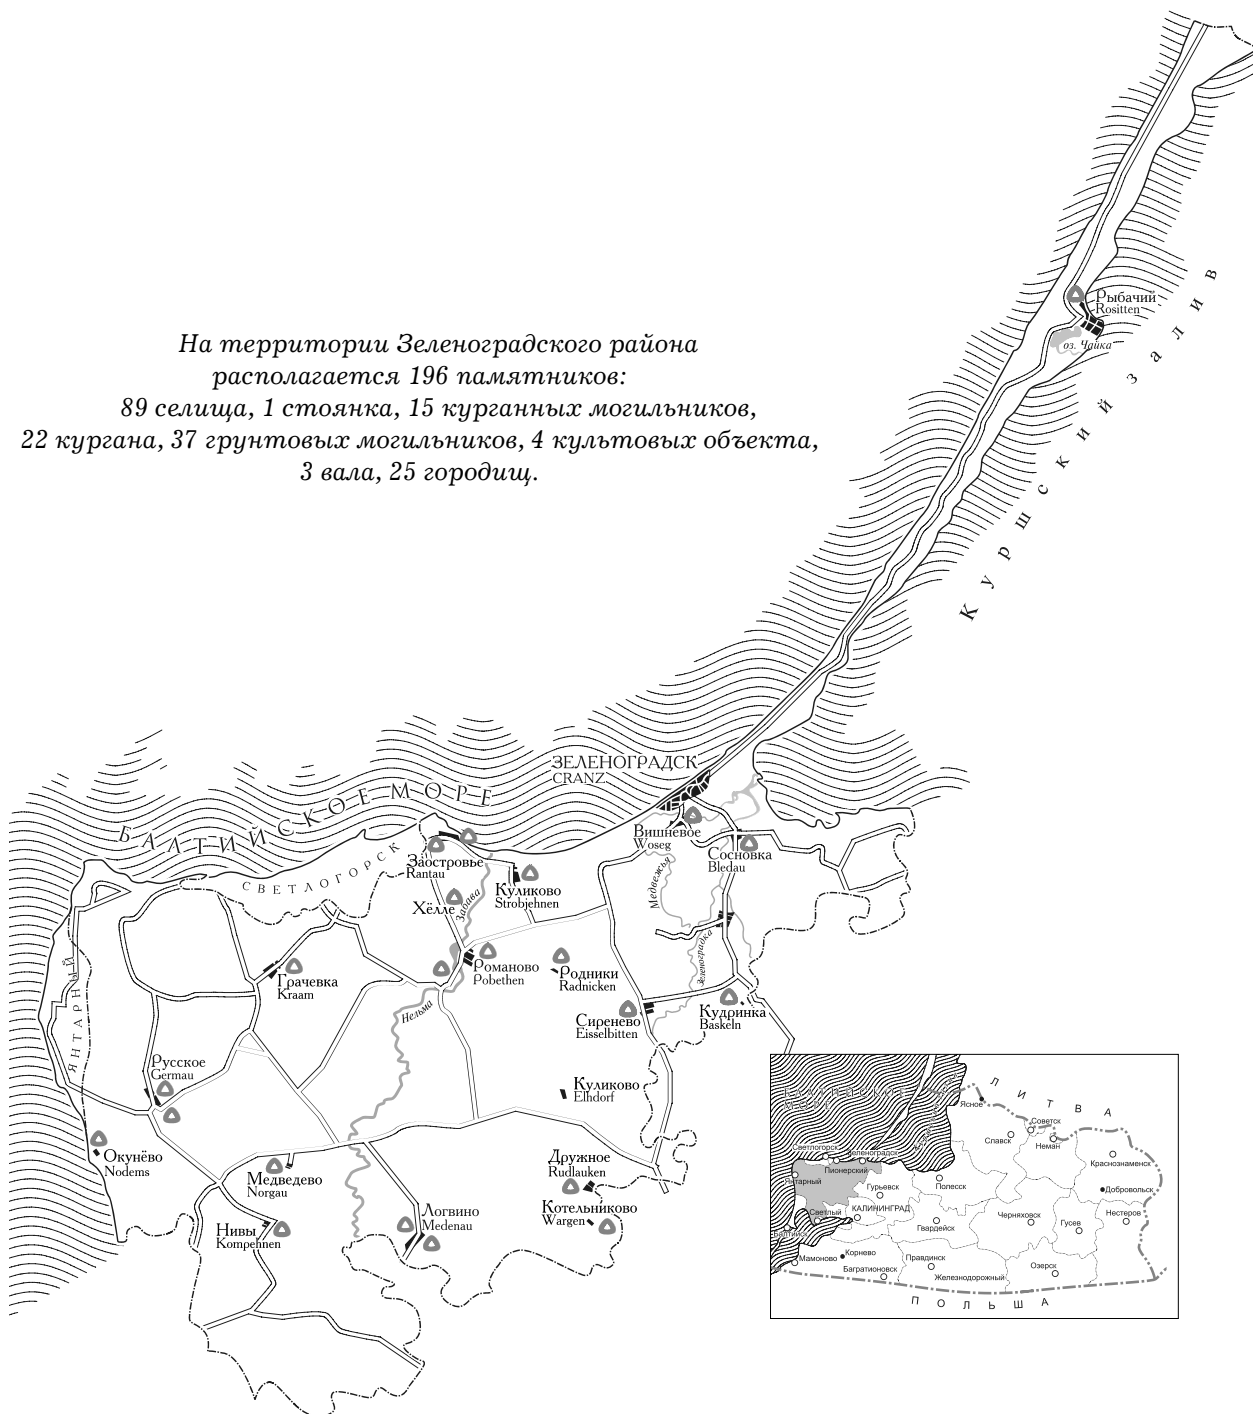 На территории Зеленоградского района
располагается 196 памятников:
89 селища, 1 стоянка, 15 курганных могильников,
22 кургана, 37 грунтовых могильников, 4 культовых объекта,
3 вала, 25 городищ.
Рыбачий
Rositten
оз. Чайка
Куршский залив
ЗЕЛЕНОГРАДСК
CRANZ
БАЛТИЙСКОЕ МОРЕ
Вишневое
Woseg
Сосновка
Bledau
Заостровье
Rantau
СВЕТЛОГОРСК
Куликово
Strobjehnen
Медвежья
Хёлле
Забава
Романово
Pobethen
Родники
Radnicken
Зеленоградка
Грачевка
Kraam
ЯНТАРНЫЙ
Нельма
Сиренево
Eisselbitten
Кудринка
Baskeln
Русское
Germau
Куликово
Elhdorf
Окунёво
Nodems
Медведево
Norgau
Дружное
Rudlauken
Котельниково
Wargen
Логвино
Medenau
Нивы
Kompehnen
ЛИТВА
Ясное
Советск
Славск
Неман
Светлогорск
Зеленоградск
Пионерский
Краснознаменск
Янтарный
Гурьевск
Полесск
Добровольск
Светлый
КАЛИНИНГРАД
Гвардейск
Черняховск
Гусев
Нестеров
Балтийск
Мамоново
Корнево
Правдинск
Багратионовск
Железнодорожный
Озерск
ПОЛЬША